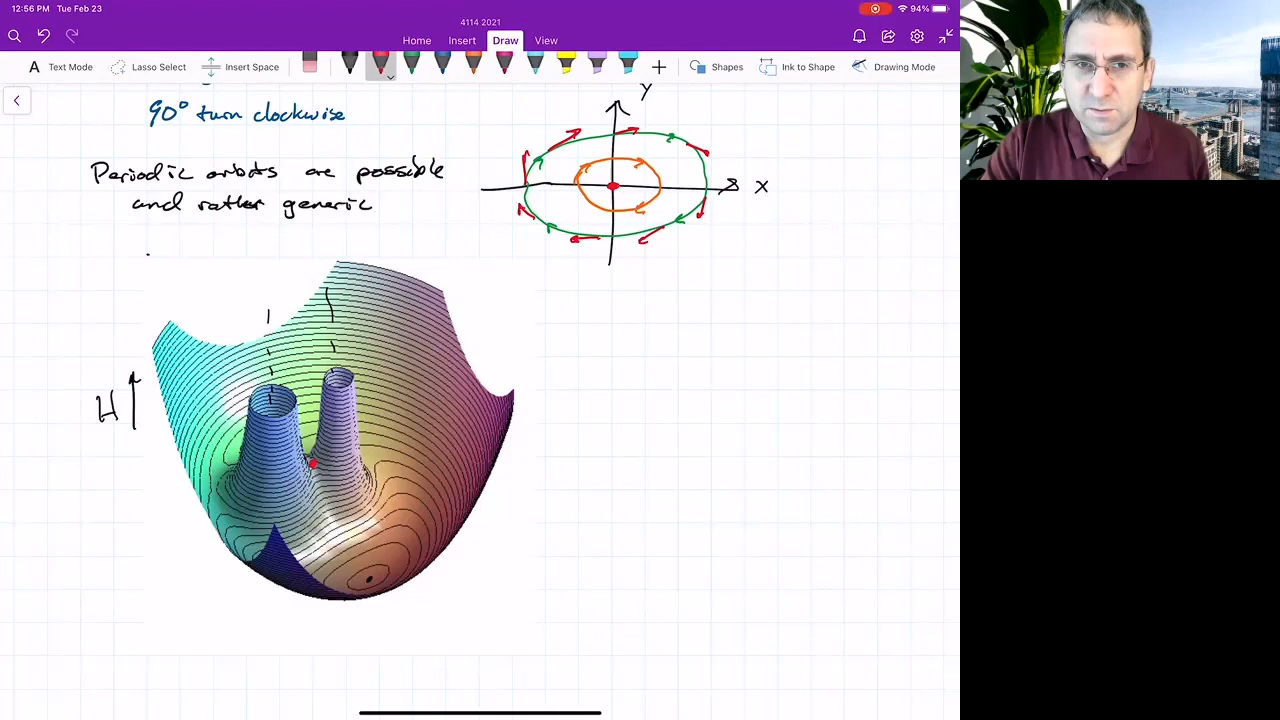 12:56 PM Tue Feb 23
94%
4114 2021
Home Insert Draw View
Text Mode Lasso Select Insert Space Shapes Ink to Shape Drawing Mode
90° turn clockwise
Periodic orbits are possible
and rather generic
y
x
H